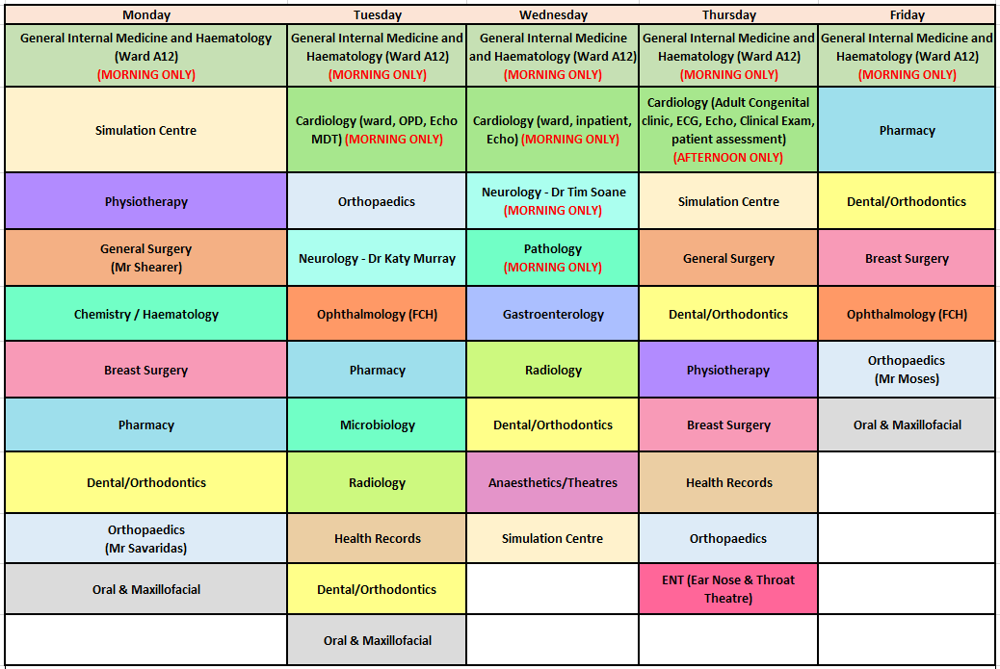 Monday
Tuesday
Wednesday
Thursday
Friday
General Internal Medicine and Haematology
(Ward A12)
(MORNING ONLY)
General Internal Medicine and
Haematology (Ward A12)
(MORNING ONLY)
General Internal Medicine
and Haematology (Ward A12)
(MORNING ONLY)
General Internal Medicine and
Haematology (Ward A12)
(MORNING ONLY)
General Internal Medicine and
Haematology (Ward A12)
(MORNING ONLY)
Simulation Centre
Cardiology (ward, OPD, Echo
MDT) (MORNING ONLY)
Cardiology (ward, inpatient,
Echo) (MORNING ONLY)
Cardiology (Adult Congenital
clinic, ECG, Echo, Clinical Exam,
patient assessment)
(AFTERNOON ONLY)
Pharmacy
Physiotherapy
Orthopaedics
Neurology - Dr Tim Soane
(MORNING ONLY)
Simulation Centre
Dental/Orthodontics
General Surgery
(Mr Shearer)
Neurology - Dr Katy Murray
Pathology
(MORNING ONLY)
General Surgery
Breast Surgery
Chemistry / Haematology
Ophthalmology (FCH)
Gastroenterology
Dental/Orthodontics
Ophthalmology (FCH)
Breast Surgery
Pharmacy
Radiology
Physiotherapy
Orthopaedics
(Mr Moses)
Pharmacy
Microbiology
Dental/Orthodontics
Breast Surgery
Oral & Maxillofacial
Dental/Orthodontics
Radiology
Anaesthetics/Theatres
Health Records
Orthopaedics
(Mr Savaridas)
Health Records
Simulation Centre
Orthopaedics
Oral & Maxillofacial
Dental/Orthodontics
ENT (Ear Nose & Throat
Theatre)
Oral & Maxillofacial